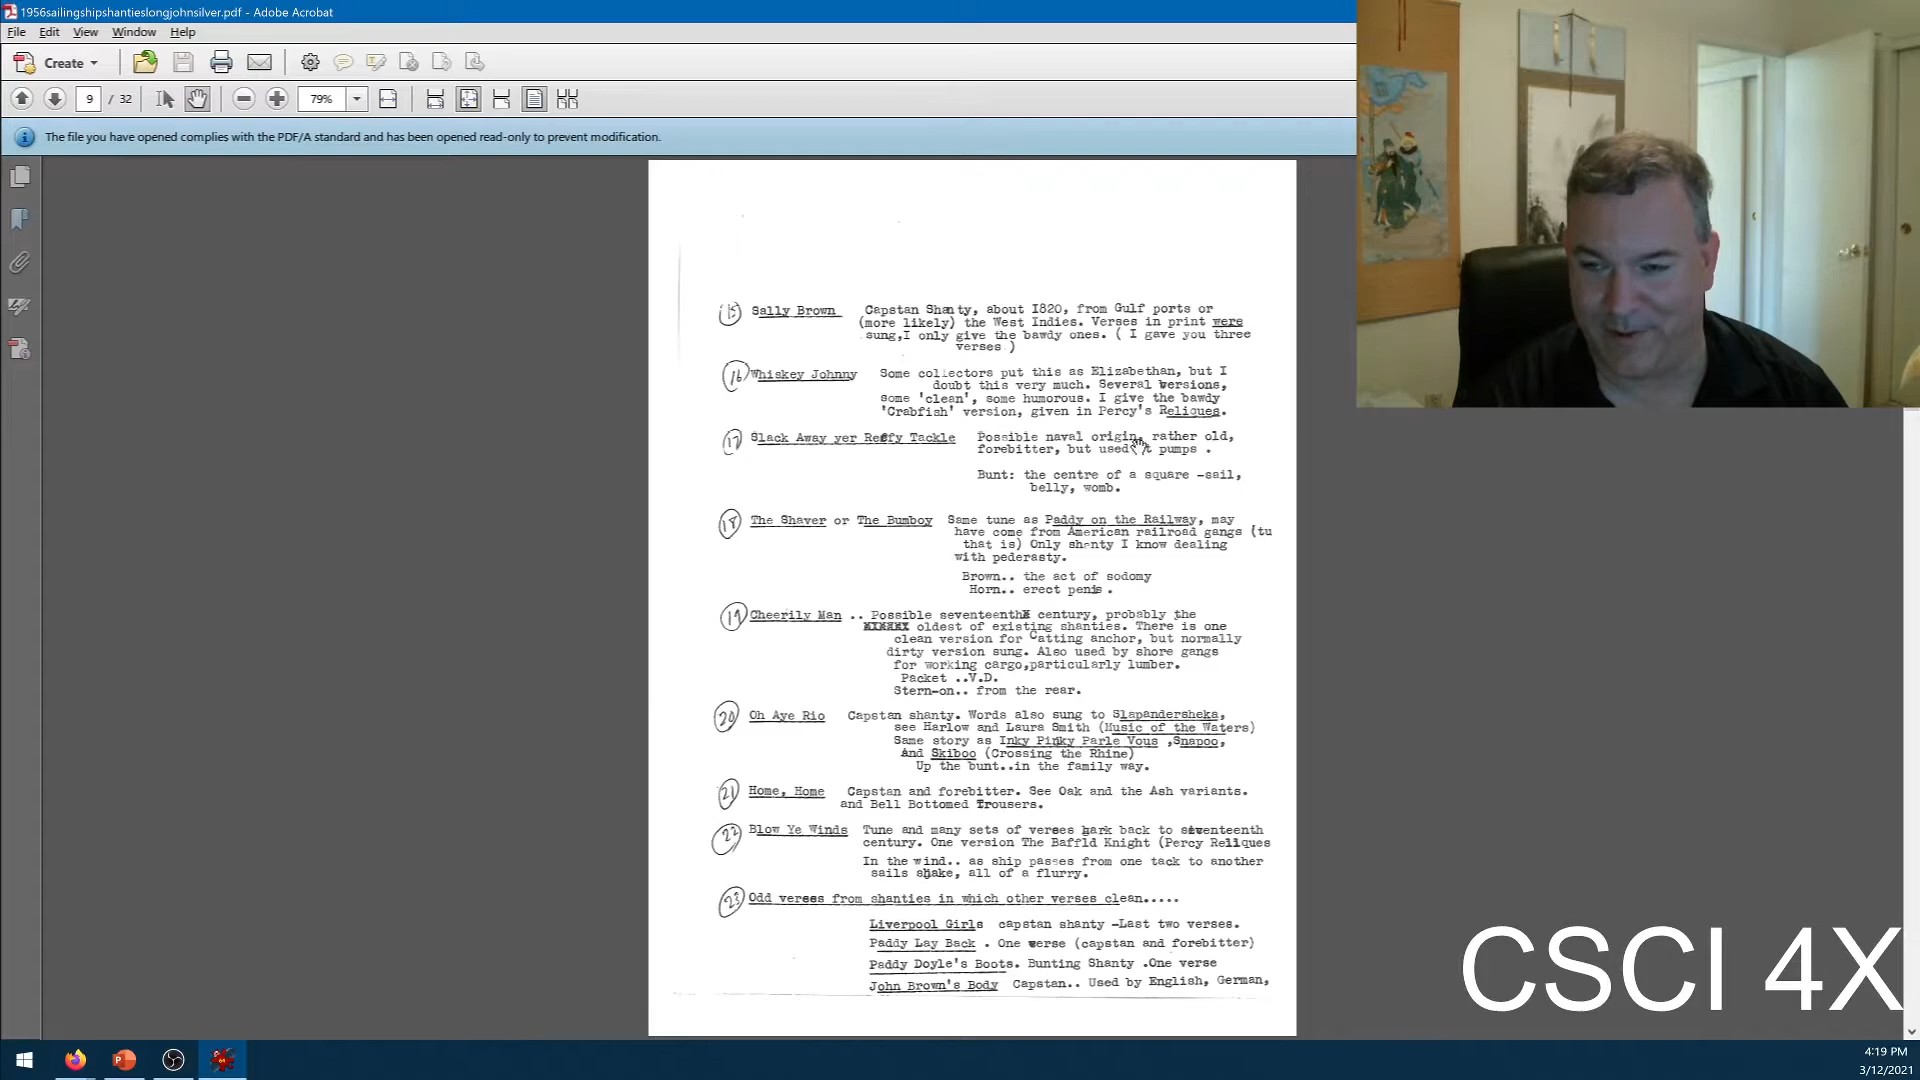 1956sailingshipshantieslongjohnsilver.pdf - Adobe Acrobat
File Edit View Window Help
Create
9 / 32 79%
The file you have opened complies with the PDF/A standard and has been opened read-only to prevent modification.
15 Sally Brown Capstan Shanty, about 1820, from Gulf ports or
(more likely) the West Indies. Verses in print were
sung,I only give the bawdy ones. ( I gave you three
verses )
16 Whiskey Johnny Some collectors put this as Elizabethan, but I
doubt this very much. Several versions,
some 'clean', some humorous. I give the bawdy
'Crabfish' version, given in Percy's Reliques.
17 Slack Away yer Reefy Tackle Possible naval origin, rather old,
forebitter, but used at pumps .
Bunt: the centre of a square -sail,
belly, womb.
18 The Shaver or The Bumboy Same tune as Paddy on the Railway, may
have come from American railroad gangs (tu
that is) Only shanty I know dealing
with pederasty.
Brown.. the act of sodomy
Horn.. erect penis .
19 Cheerily Man .. Possible seventeenth century, probably the
oldest of existing shanties. There is one
clean version for Catting anchor, but normally
dirty version sung. Also used by shore gangs
for working cargo,particularly lumber.
Packet ..V.D.
Stern-on.. from the rear.
20 Oh Aye Rio Capstan shanty. Words also sung to Slapandersheka,
see Harlow and Laura Smith (Music of the Waters)
Same story as Inky Pinky Parle Vous ,Snapoo,
And Skiboo (Crossing the Rhine)
Up the bunt..in the family way.
21 Home, Home Capstan and forebitter. See Oak and the Ash variants.
and Bell Bottomed Trousers.
22 Blow Ye Winds Tune and many sets of verses hark back to seventeenth
century. One version The Baffld Knight (Percy Reliques
In the wind.. as ship passes from one tack to another
sails shake, all of a flurry.
23 Odd verses from shanties in which other verses clean.....
Liverpool Girls capstan shanty -Last two verses.
Paddy Lay Back . One verse (capstan and forebitter)
Paddy Doyle's Boots. Bunting Shanty .One verse
John Brown's Body Capstan.. Used by English, German,
CSCI 4X
4:19 PM
3/12/2021